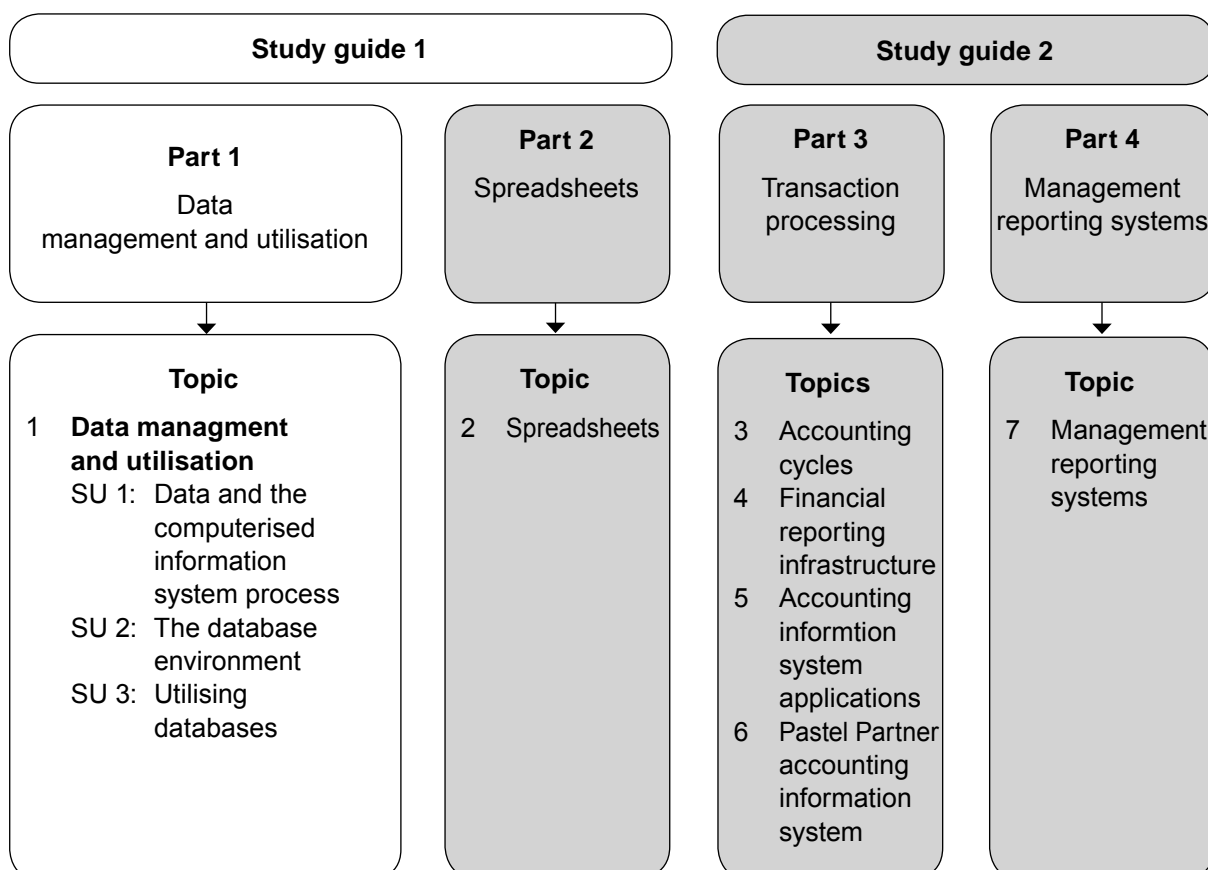 Study guide 1
Study guide 2
Part 1
Data
management and utilisation
Part 2
Spreadsheets
Part 3
Transaction
processing
Part 4
Management
reporting systems
Topic
1 Data managment
and utilisation
SU 1: Data and the
computerised
information
system process
SU 2: The database
environment
SU 3: Utilising
databases
Topic
2 Spreadsheets
Topics
3 Accounting
cycles
4 Financial
reporting
infrastructure
5 Accounting
informtion
system
applications
6 Pastel Partner
accounting
information
system
Topic
7 Management
reporting
systems